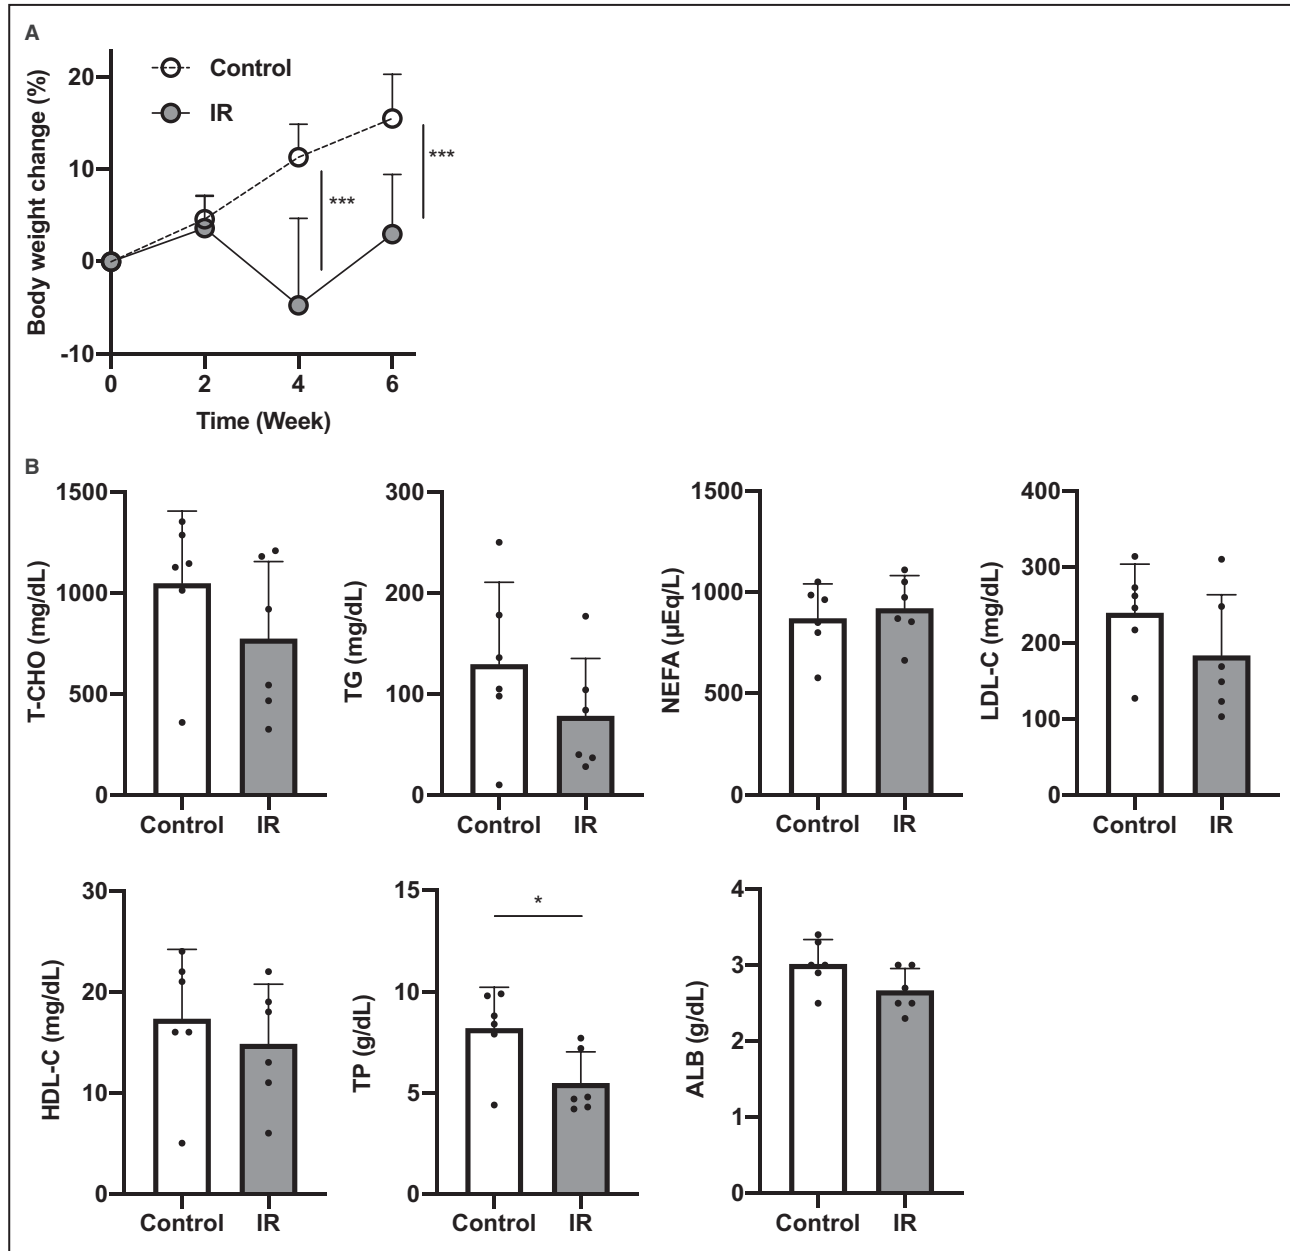 A
Body weight change (%)
20
10
0
-10
Control
IR
***
***
0 2 4 6
Time (Week)
B
T-CHO (mg/dL)
1500
1000
500
0
Control IR
TG (mg/dL)
300
200
100
0
Control IR
NEFA (µEq/L)
1500
1000
500
0
Control IR
LDL-C (mg/dL)
400
300
200
100
0
Control IR
HDL-C (mg/dL)
30
20
10
0
Control IR
TP (g/dL)
15
10
5
0
*
Control IR
ALB (g/dL)
4
3
2
1
0
Control IR